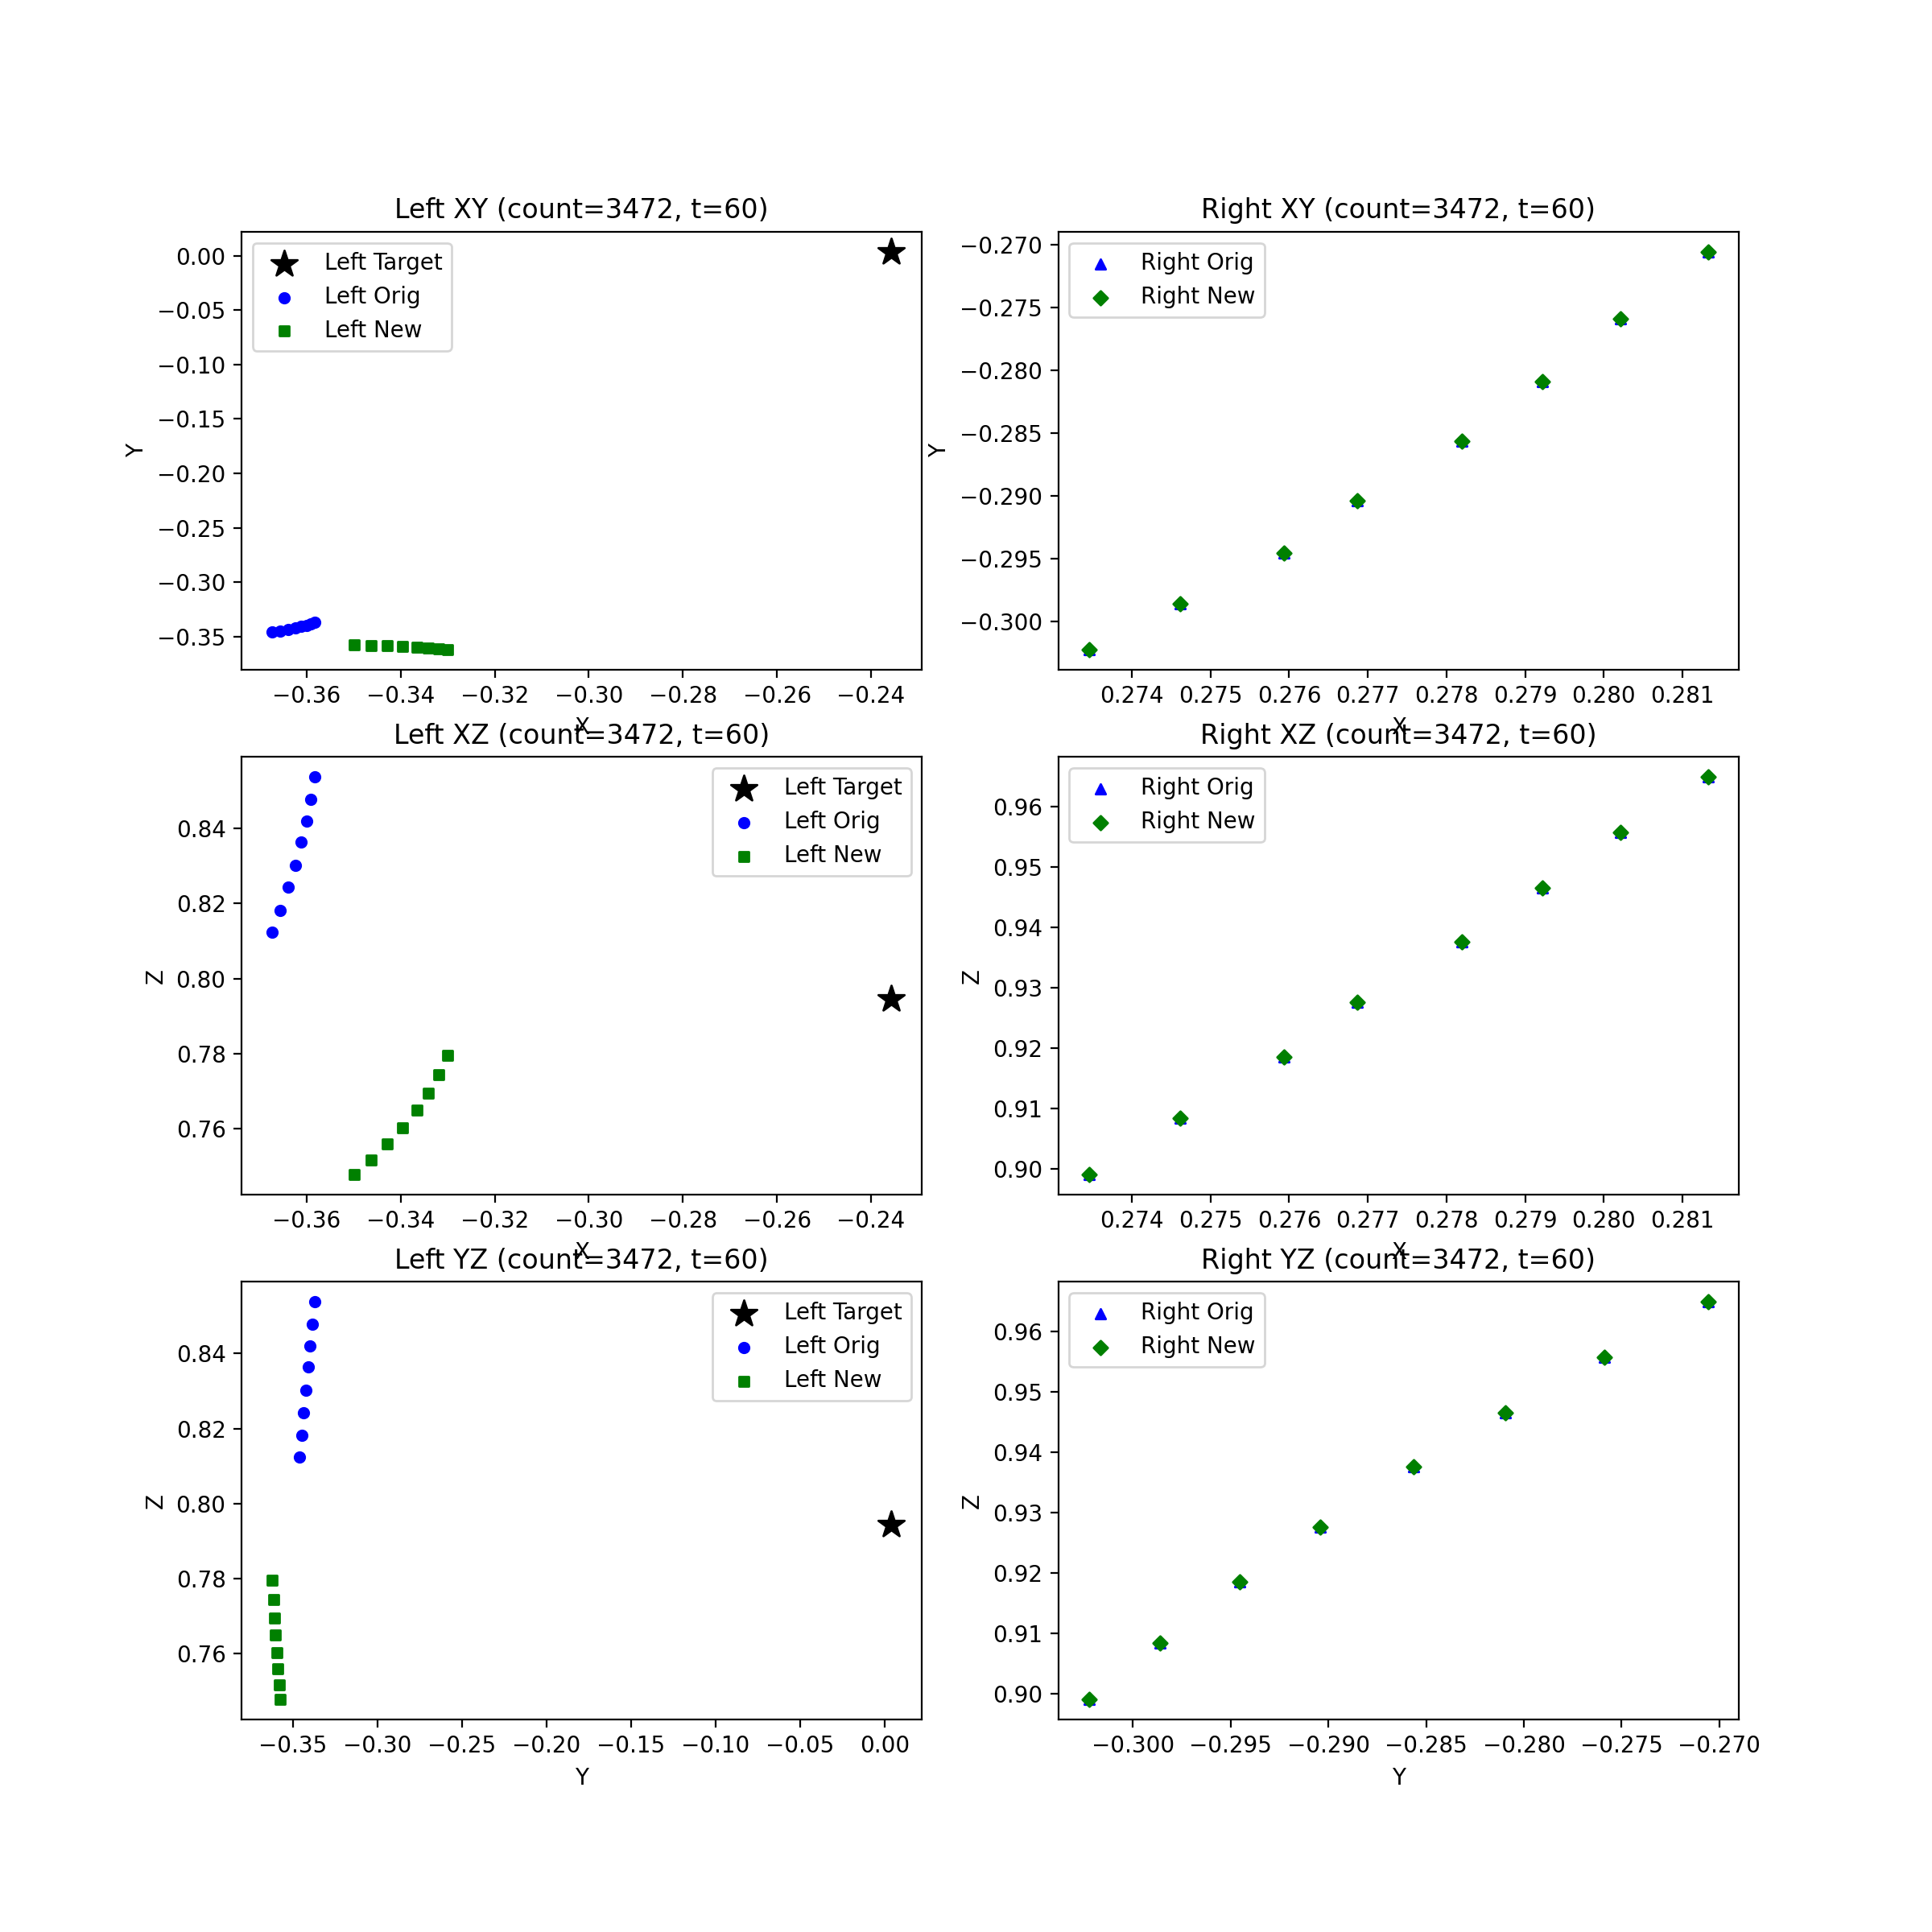 Left XY (count=3472, t=60)
Left Target
Left Orig
Left New
0.00
−0.05
−0.10
−0.15
−0.20
−0.25
−0.30
−0.35
Y
−0.36 −0.34 −0.32 −0.30 −0.28 −0.26 −0.24
X
Right XY (count=3472, t=60)
Right Orig
Right New
−0.270
−0.275
−0.280
−0.285
−0.290
−0.295
−0.300
Y
0.274 0.275 0.276 0.277 0.278 0.279 0.280 0.281
X
Left XZ (count=3472, t=60)
Left Target
Left Orig
Left New
0.84
0.82
0.80
0.78
0.76
Z
−0.36 −0.34 −0.32 −0.30 −0.28 −0.26 −0.24
X
Right XZ (count=3472, t=60)
Right Orig
Right New
0.96
0.95
0.94
0.93
0.92
0.91
0.90
Z
0.274 0.275 0.276 0.277 0.278 0.279 0.280 0.281
X
Left YZ (count=3472, t=60)
Left Target
Left Orig
Left New
0.84
0.82
0.80
0.78
0.76
Z
−0.35 −0.30 −0.25 −0.20 −0.15 −0.10 −0.05 0.00
Y
Right YZ (count=3472, t=60)
Right Orig
Right New
0.96
0.95
0.94
0.93
0.92
0.91
0.90
Z
−0.300 −0.295 −0.290 −0.285 −0.280 −0.275 −0.270
Y